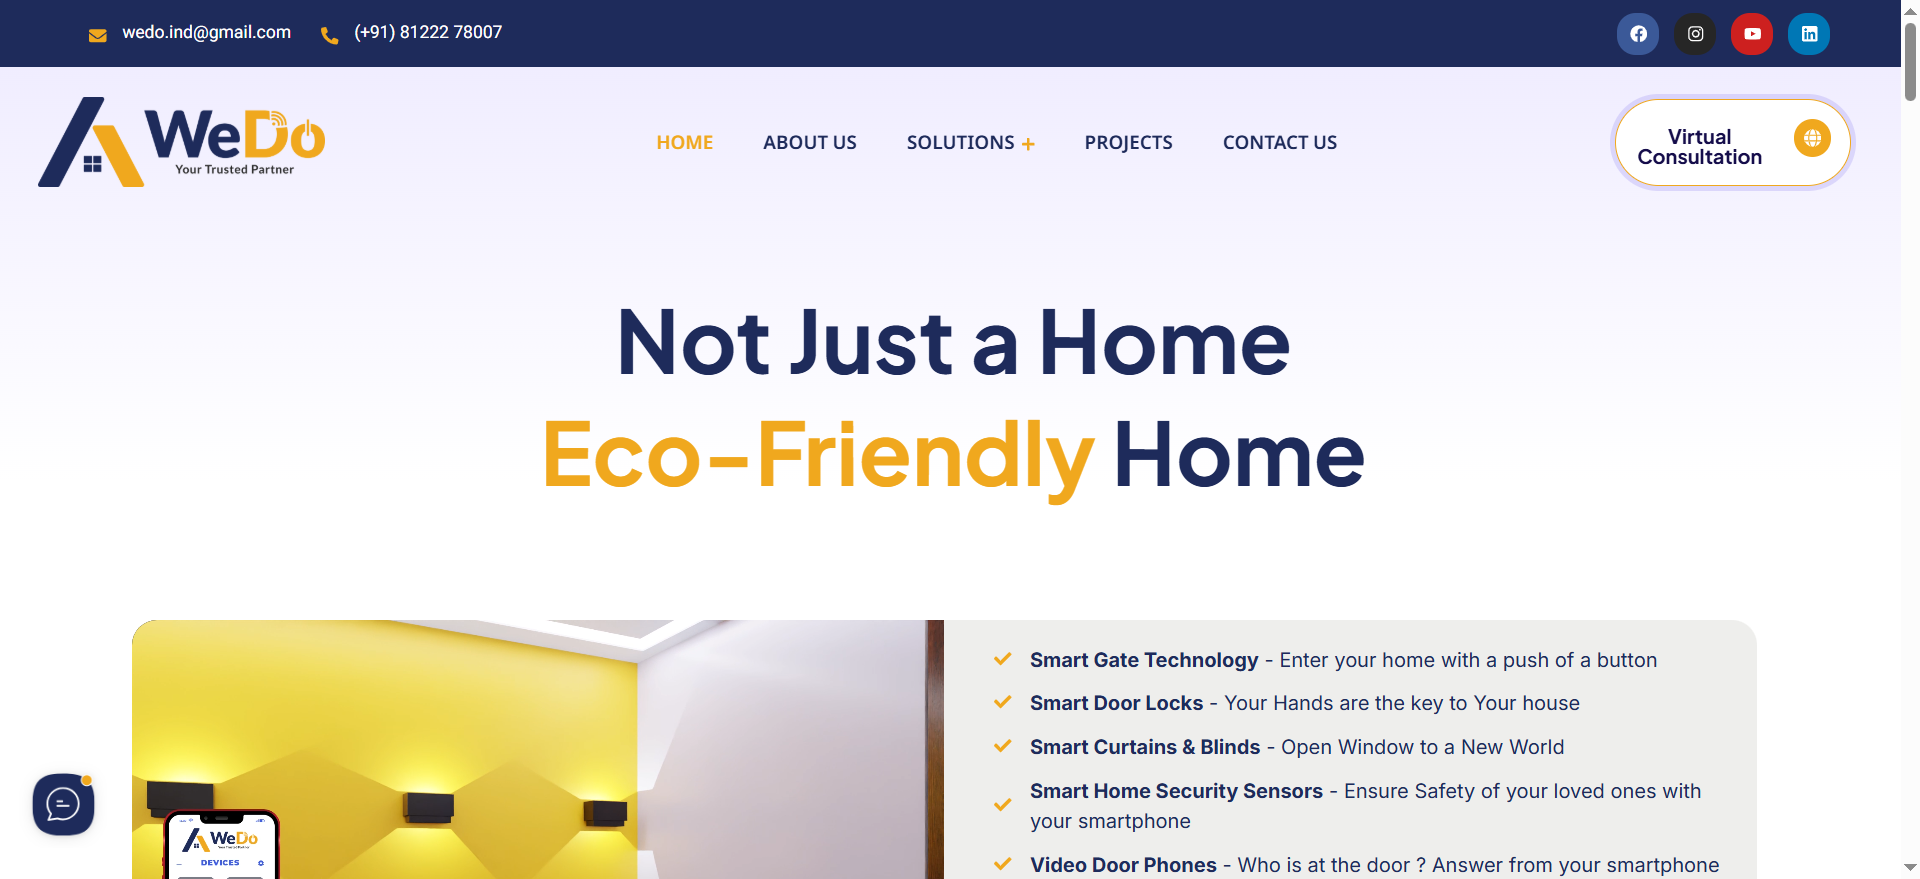 wedo.ind@gmail.com
(+91) 81222 78007
WeDo
Your Trusted Partner
HOME
ABOUT US
SOLUTIONS +
PROJECTS
CONTACT US
Virtual
Consultation
Not Just a Home
Eco-Friendly Home
Smart Gate Technology - Enter your home with a push of a button
Smart Door Locks - Your Hands are the key to Your house
Smart Curtains & Blinds - Open Window to a New World
Smart Home Security Sensors - Ensure Safety of your loved ones with
your smartphone
Video Door Phones - Who is at the door ? Answer from your smartphone
WeDo
DEVICES